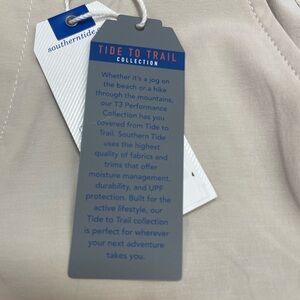 southerntide.
TIDE TO TRAIL
COLLECTION
Whether it's a jog on
the beach or a hike
through the mountains,
our T3 Performance
Collection has you
covered from Tide to
Trail. Southern Tide
uses the highest
quality of fabrics and
trims that offer
moisture management,
durability, and UPF
protection. Built for the
active lifestyle, our
Tide to Trail collection
is perfect for wherever
your next adventure
takes you.